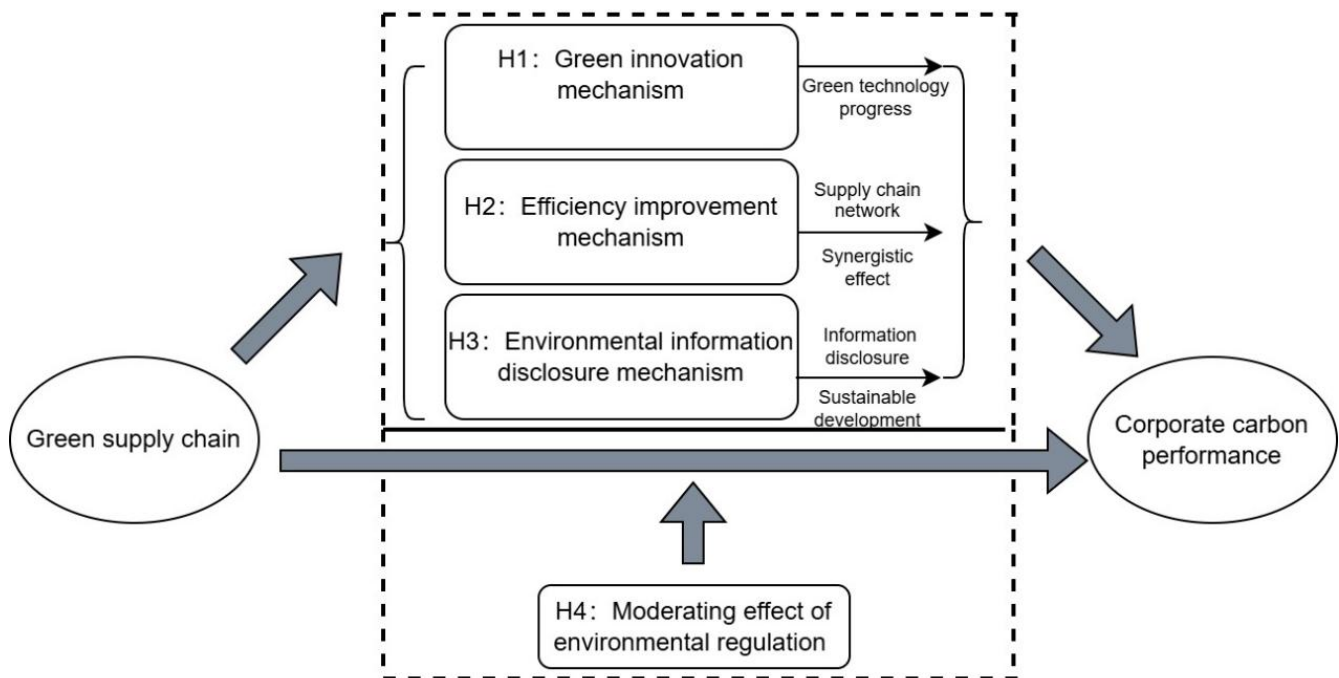 H1：Green innovation
mechanism
Green technology
progress
H2：Efficiency improvement
mechanism
Supply chain
network
Synergistic
effect
H3：Environmental information
disclosure mechanism
Information
disclosure
Sustainable
development
Green supply chain
Corporate carbon
performance
H4：Moderating effect of
environmental regulation